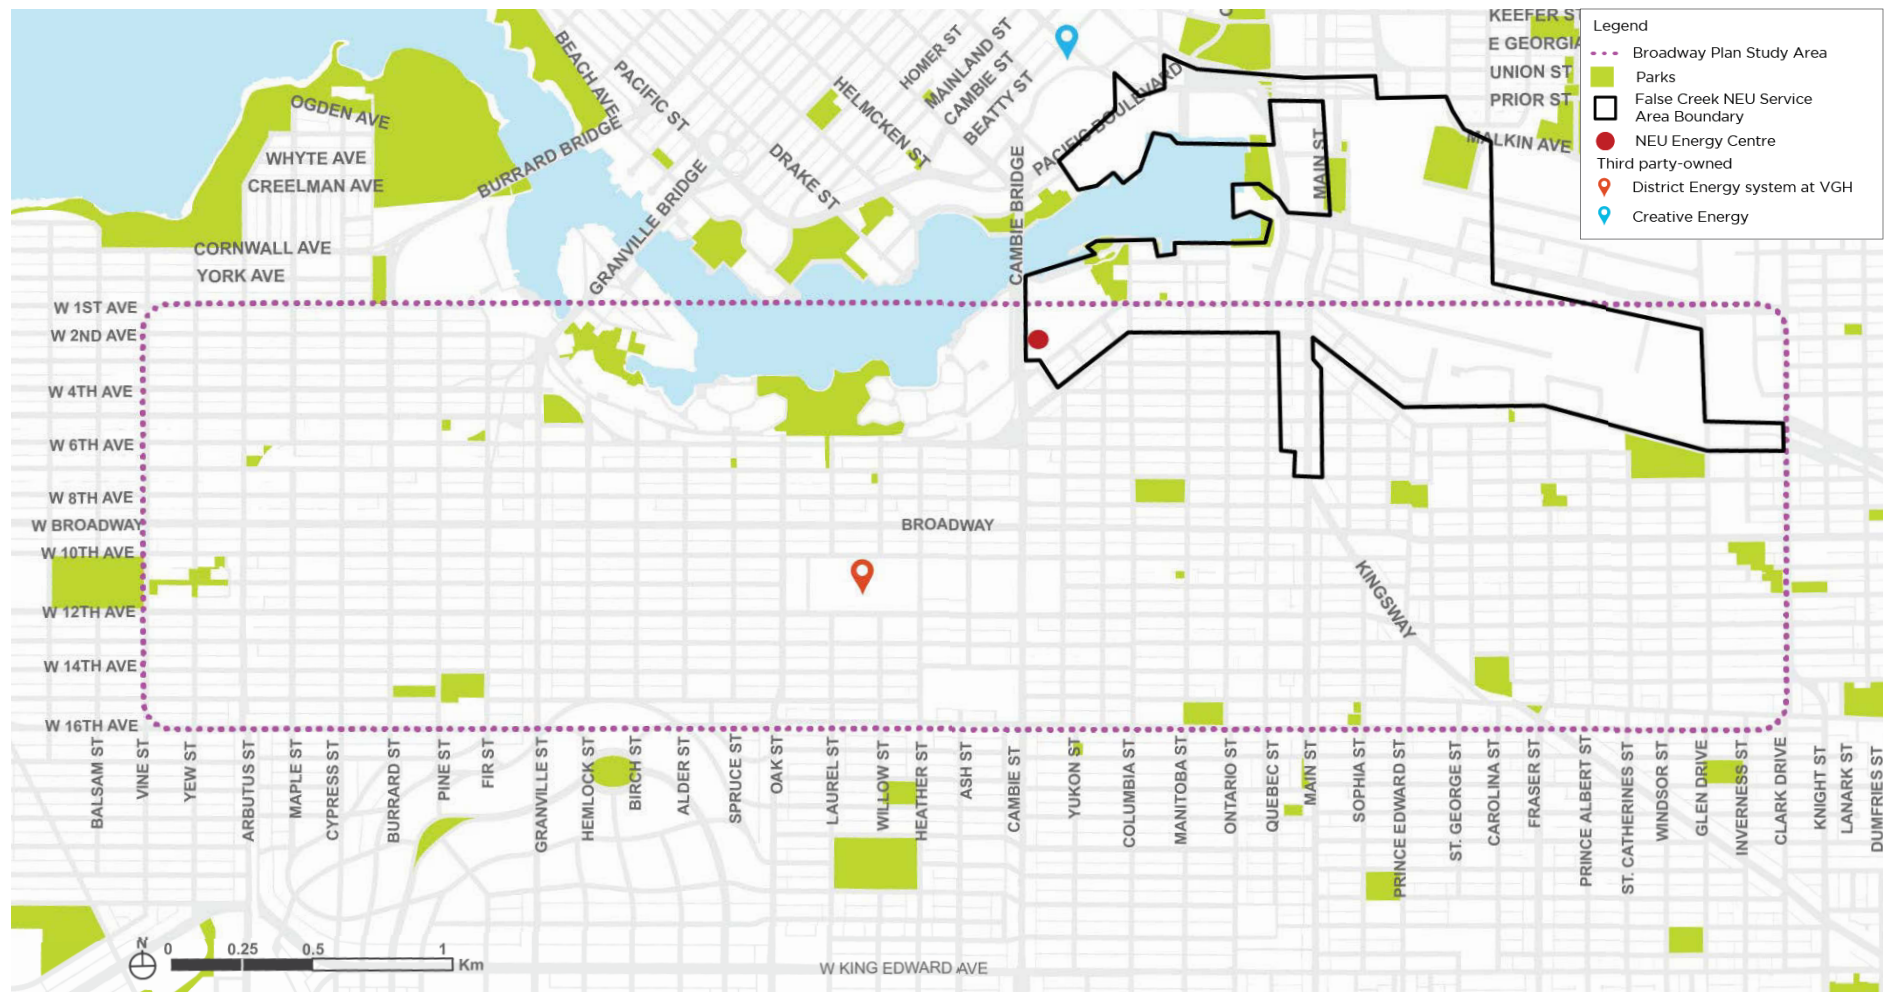 KEEFER ST
E GEORGIA
UNION ST
PRIOR ST
MALKIN AVE
Legend
Broadway Plan Study Area
Parks
False Creek NEU Service
Area Boundary
NEU Energy Centre
Third party-owned
District Energy system at VGH
Creative Energy
BEACH AVE
PACIFIC ST
HOMER ST
MAINLAND ST
CAMBIE ST
BEATTY ST
HELMCKEN ST
DRAKE ST
PACIFIC BOULEVARD
BURRARD BRIDGE
GRANVILLE BRIDGE
CAMBIE BRIDGE
MAIN ST
OGDEN AVE
WHYTE AVE
CREELMAN AVE
CORNWALL AVE
YORK AVE
W 1ST AVE
W 2ND AVE
W 4TH AVE
W 6TH AVE
W 8TH AVE
W BROADWAY
BROADWAY
W 10TH AVE
W 12TH AVE
W 14TH AVE
W 16TH AVE
KINGSWAY
BALSAM ST
VINE ST
YEW ST
ARBUTUS ST
MAPLE ST
CYPRESS ST
BURRARD ST
PINE ST
FIR ST
GRANVILLE ST
HEMLOCK ST
BIRCH ST
ALDER ST
SPRUCE ST
OAK ST
LAUREL ST
WILLOW ST
HEATHER ST
ASH ST
CAMBIE ST
YUKON ST
COLUMBIA ST
MANITOBA ST
ONTARIO ST
QUEBEC ST
MAIN ST
SOPHIA ST
PRINCE EDWARD ST
ST. GEORGE ST
CAROLINA ST
FRASER ST
PRINCE ALBERT ST
ST. CATHERINES ST
WINDSOR ST
GLEN DRIVE
INVERNESS ST
CLARK DRIVE
KNIGHT ST
LANARK ST
DUMFRIES ST
N
0 0.25 0.5 1
Km
W KING EDWARD AVE